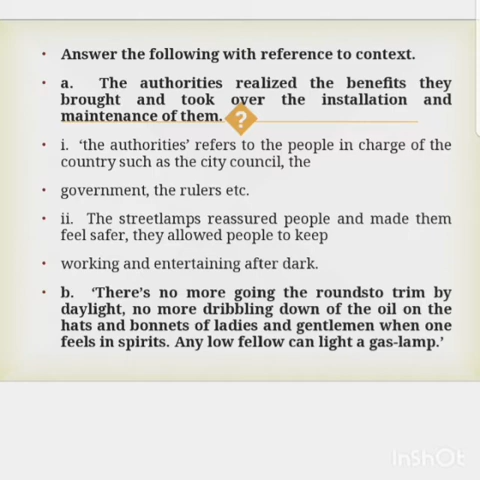 Answer the following with reference to context.
a. The authorities realized the benefits they
brought and took over the installation and
maintenance of them.
?
i. ‘the authorities’ refers to the people in charge of the
country such as the city council, the
government, the rulers etc.
ii. The streetlamps reassured people and made them
feel safer, they allowed people to keep
working and entertaining after dark.
b. ‘There’s no more going the roundsto trim by
daylight, no more dribbling down of the oil on the
hats and bonnets of ladies and gentlemen when one
feels in spirits. Any low fellow can light a gas-lamp.’
InShOt